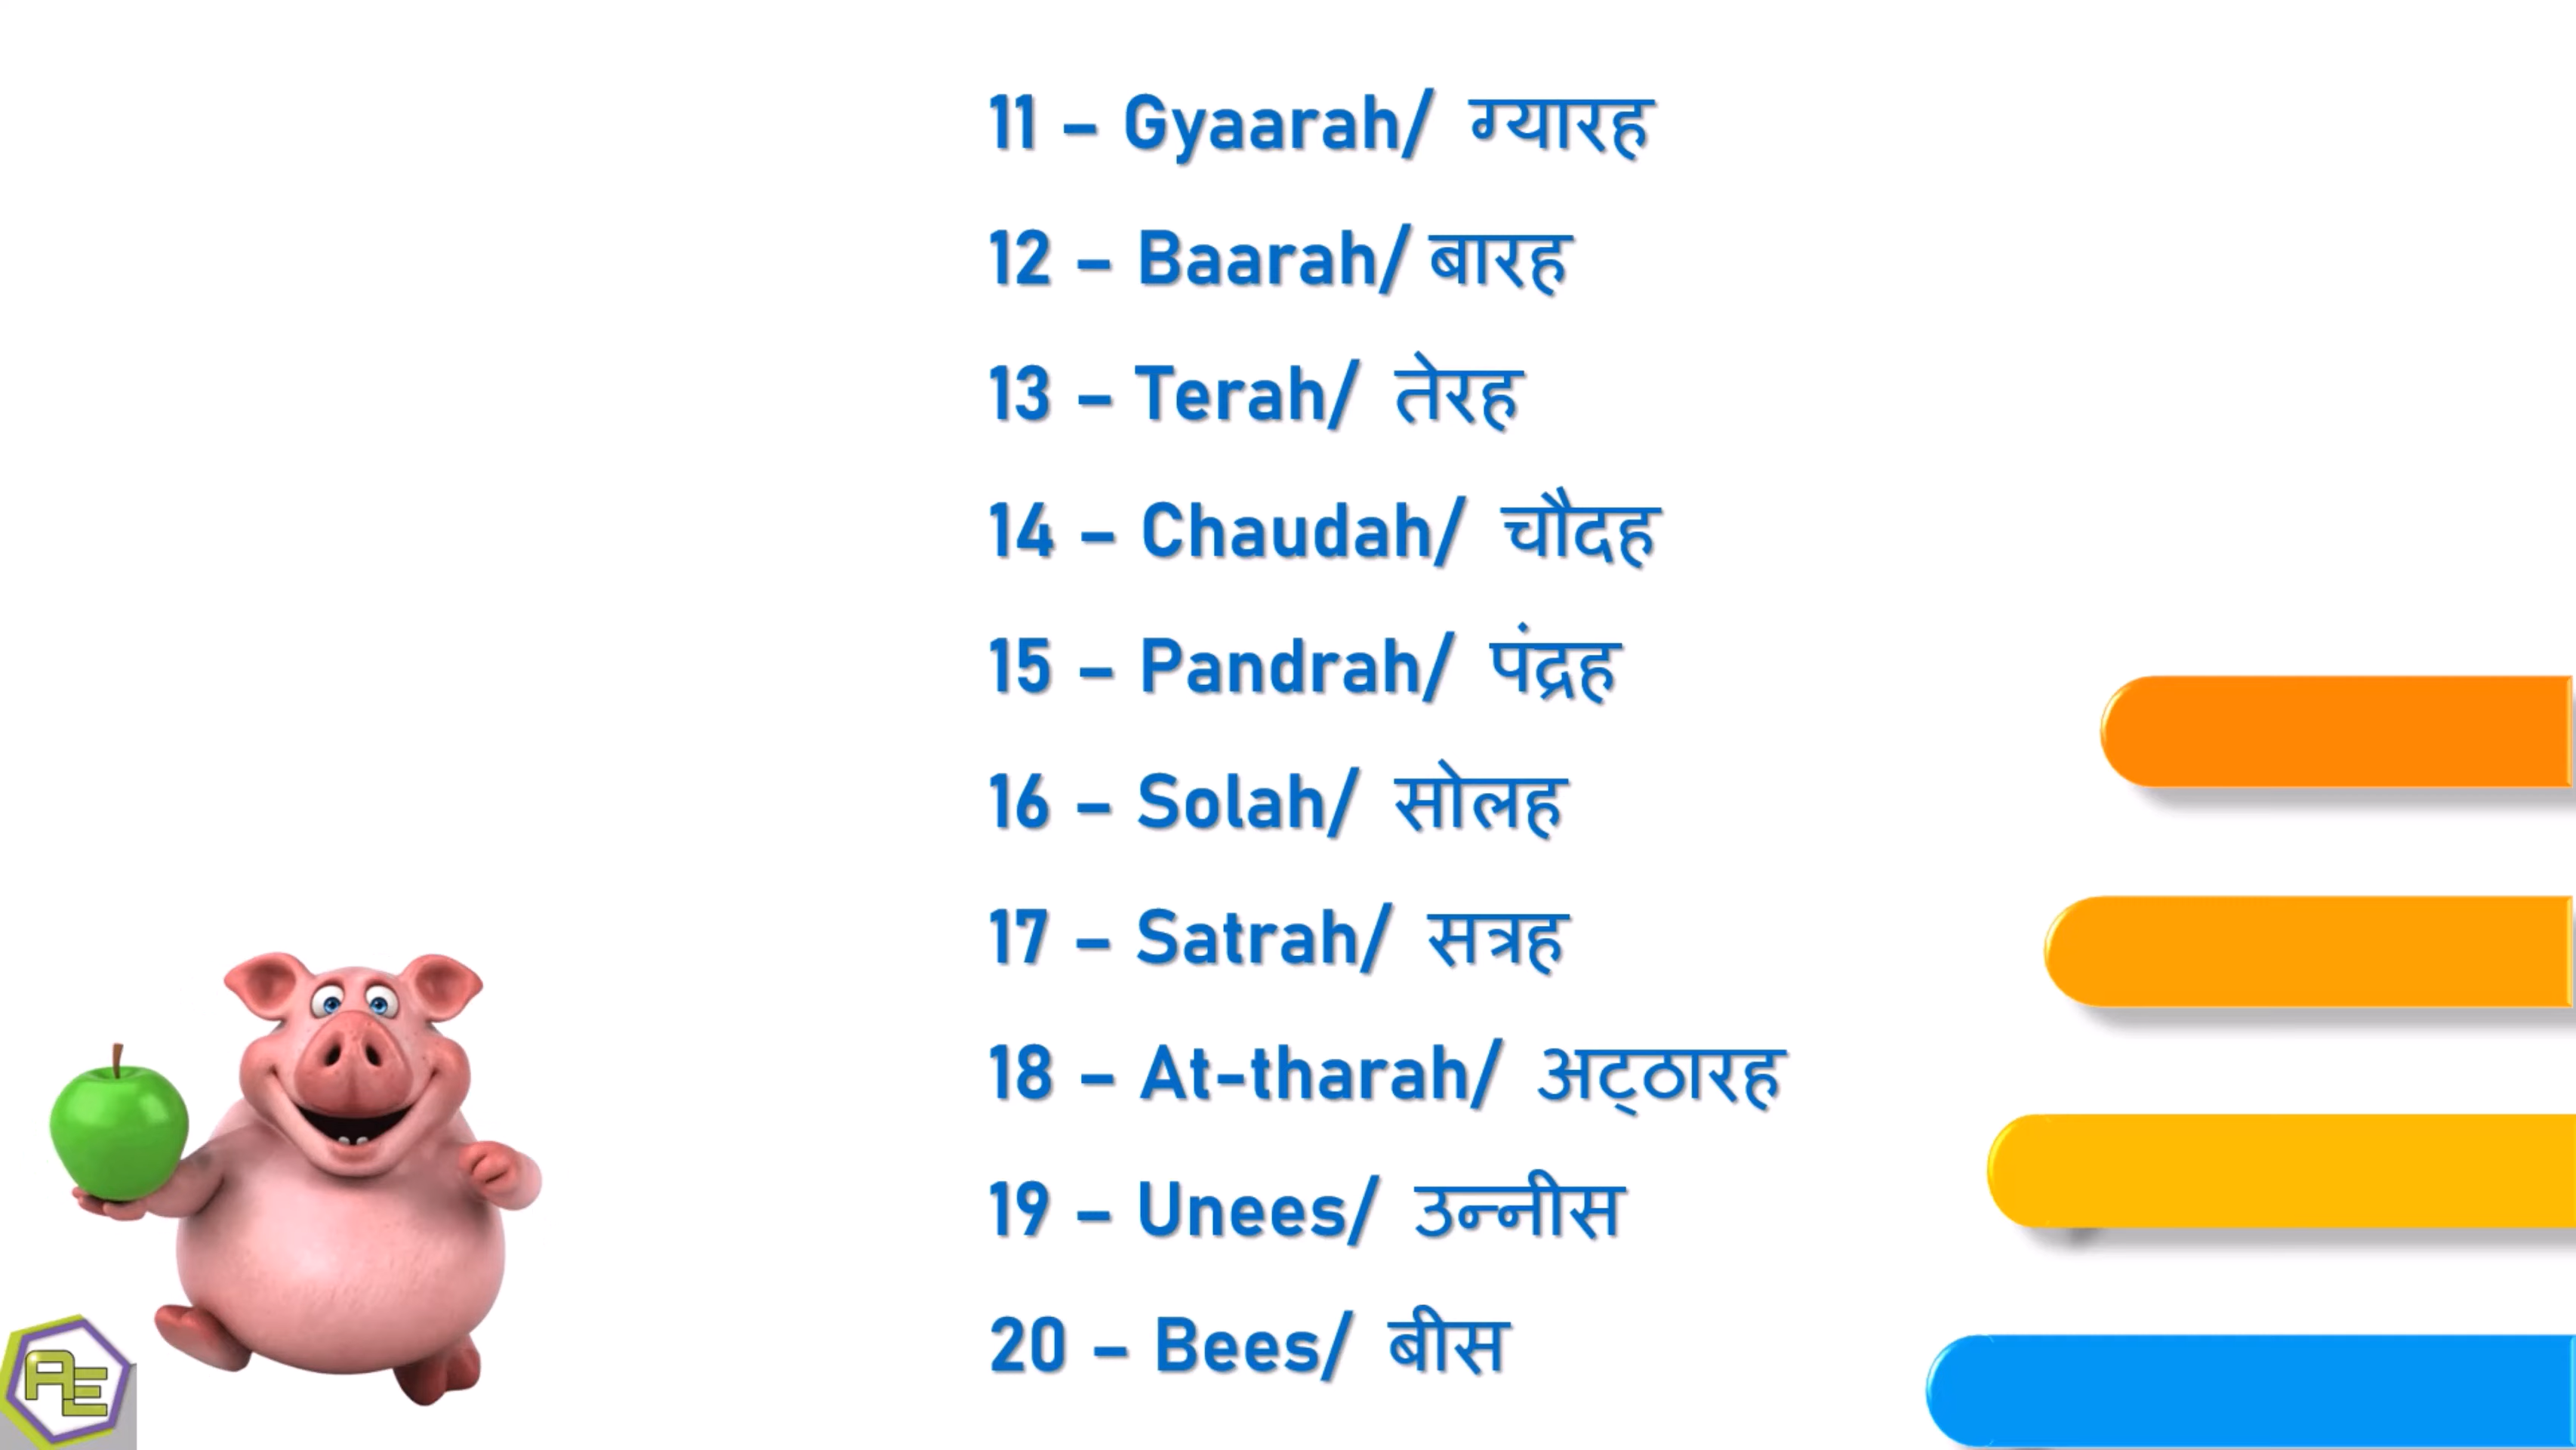 11 – Gyaarah/ ग्यारह
12 – Baarah/ बारह
13 – Terah/ तेरह
14 – Chaudah/ चौदह
15 – Pandrah/ पंद्रह
16 – Solah/ सोलह
17 – Satrah/ सत्रह
18 – At-tharah/ अट्ठारह
19 – Unees/ उन्नीस
20 – Bees/ बीस
AE